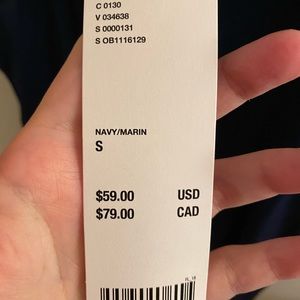 C 0130
V 034638
S 0000131
S OB1116129
NAVY/MARIN
S
$59.00 USD
$79.00 CAD